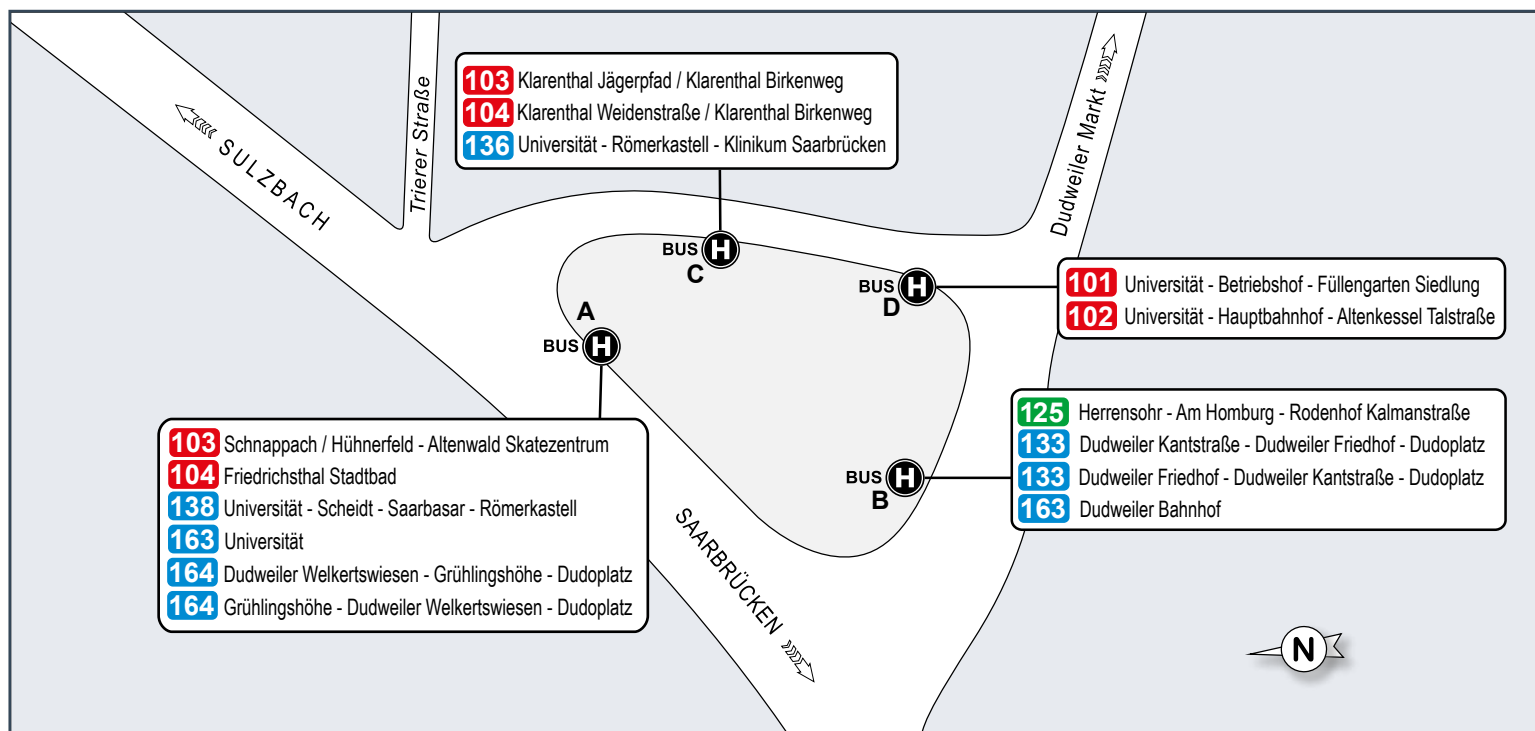 103 Klarenthal Jägerpfad / Klarenthal Birkenweg
104 Klarenthal Weidenstraße / Klarenthal Birkenweg
136 Universität - Römerkastell - Klinikum Saarbrücken
Trierer Straße
SULZBACH
Dudweiler Markt
BUS H
C
BUS H
D
101 Universität - Betriebshof - Füllengarten Siedlung
102 Universität - Hauptbahnhof - Altenkessel Talstraße
A
BUS H
103 Schnappach / Hühnerfeld - Altenwald Skatezentrum
104 Friedrichsthal Stadtbad
138 Universität - Scheidt - Saarbasar - Römerkastell
163 Universität
164 Dudweiler Welkertswiesen - Grühlingshöhe - Dudoplatz
164 Grühlingshöhe - Dudweiler Welkertswiesen - Dudoplatz
BUS H
B
125 Herrensohr - Am Homburg - Rodenhof Kalmanstraße
133 Dudweiler Kantstraße - Dudweiler Friedhof - Dudoplatz
133 Dudweiler Friedhof - Dudweiler Kantstraße - Dudoplatz
163 Dudweiler Bahnhof
SAARBRÜCKEN
N